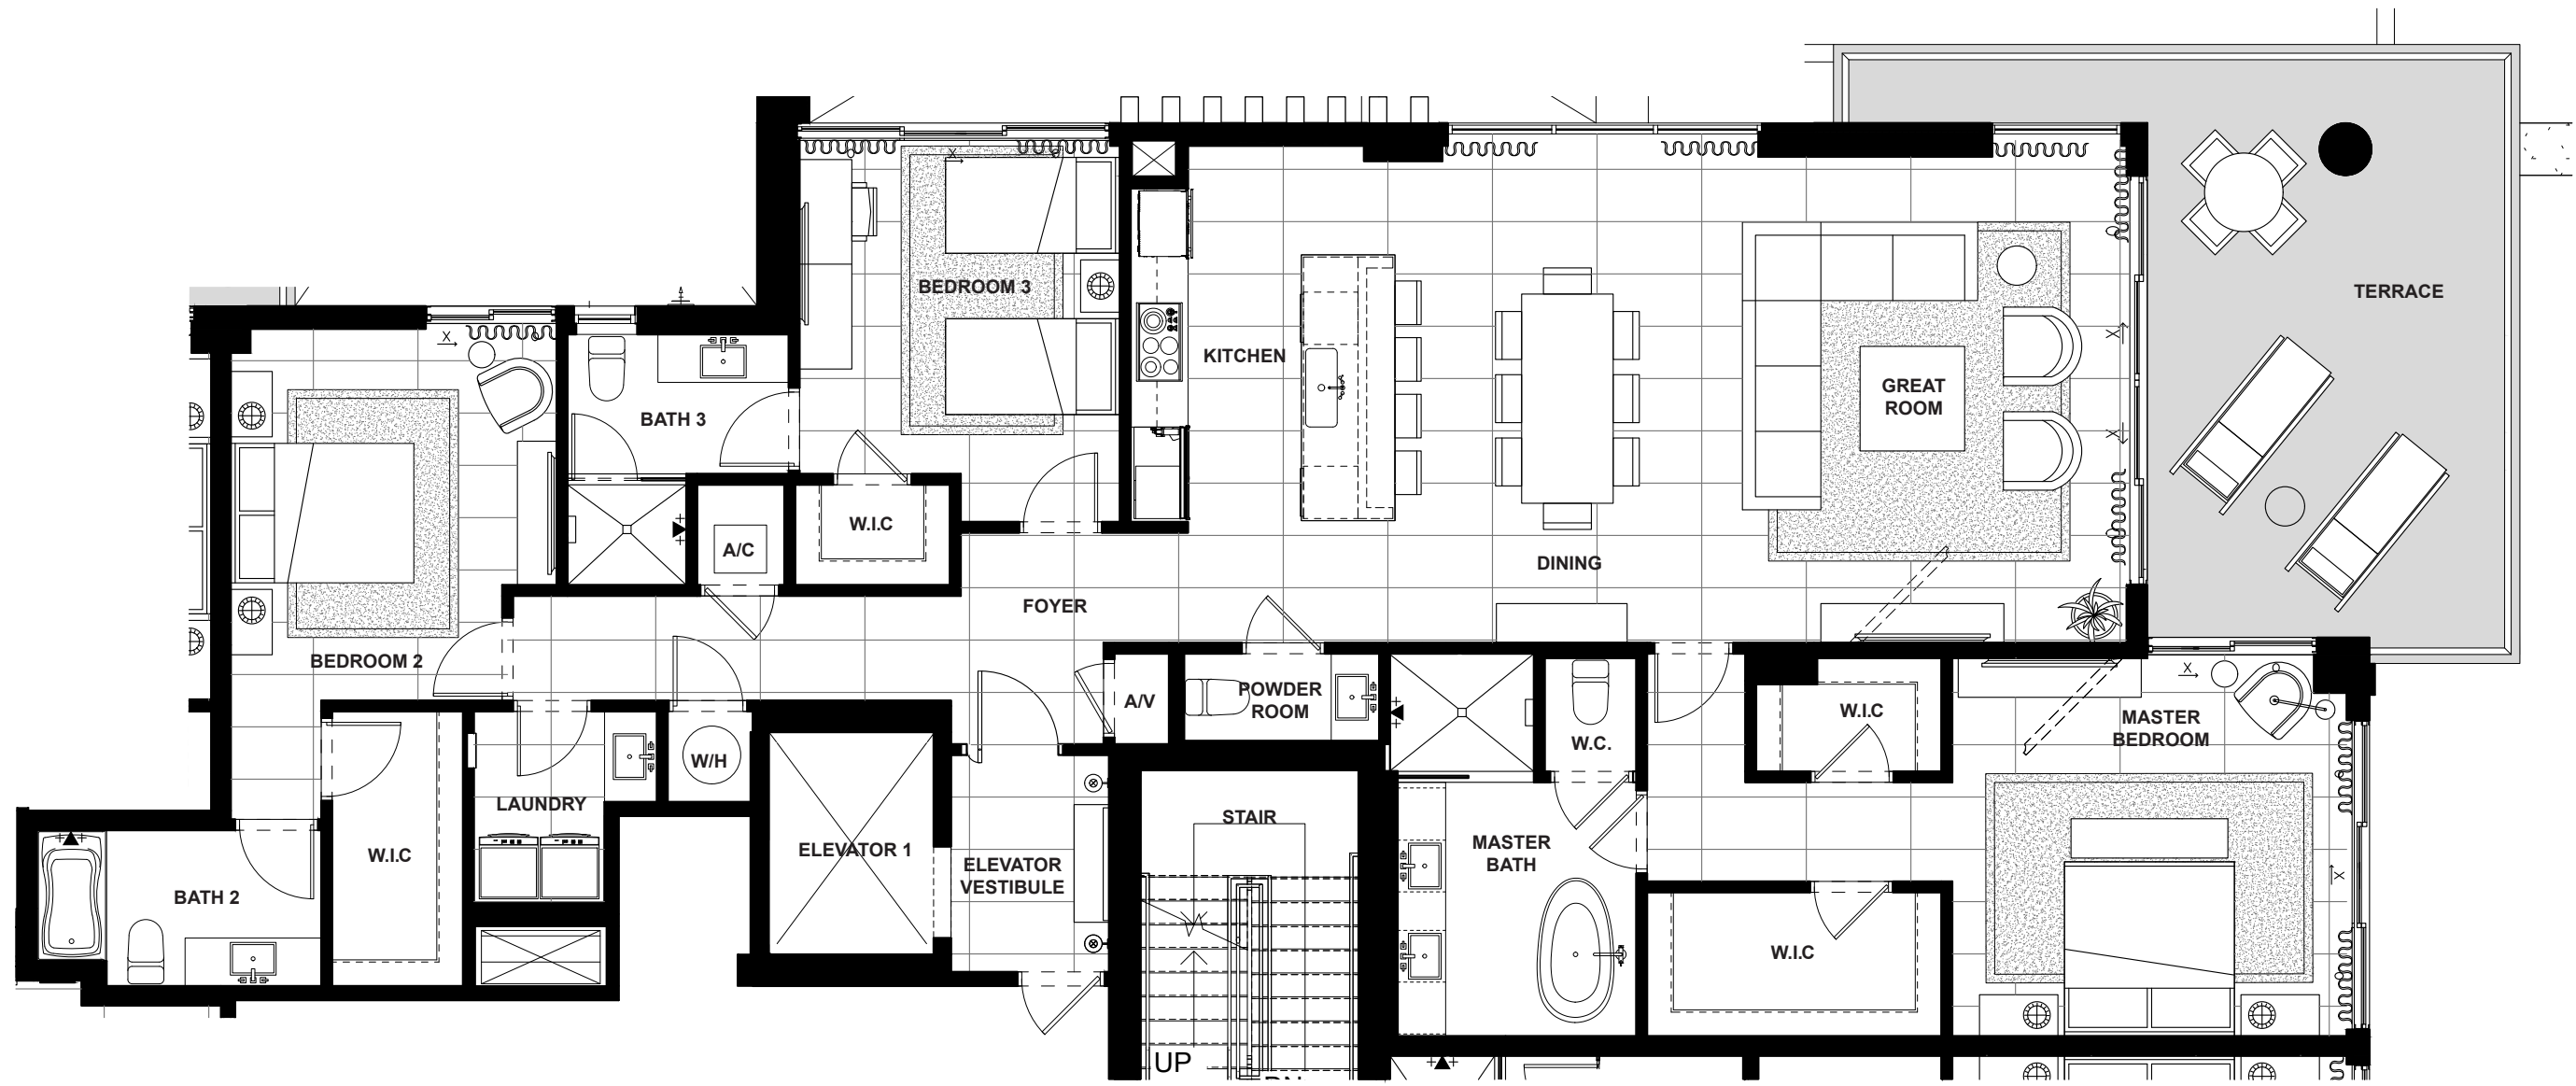 BEDROOM 3
TERRACE
KITCHEN
GREAT
ROOM
BATH 3
W.I.C
A/C
DINING
FOYER
BEDROOM 2
A/V
POWDER
ROOM
W.I.C
MASTER
BEDROOM
W.C.
W/H
LAUNDRY
STAIR
ELEVATOR 1
MASTER
BATH
W.I.C
ELEVATOR
VESTIBULE
BATH 2
W.I.C
UP
X
X
X
X
X
X